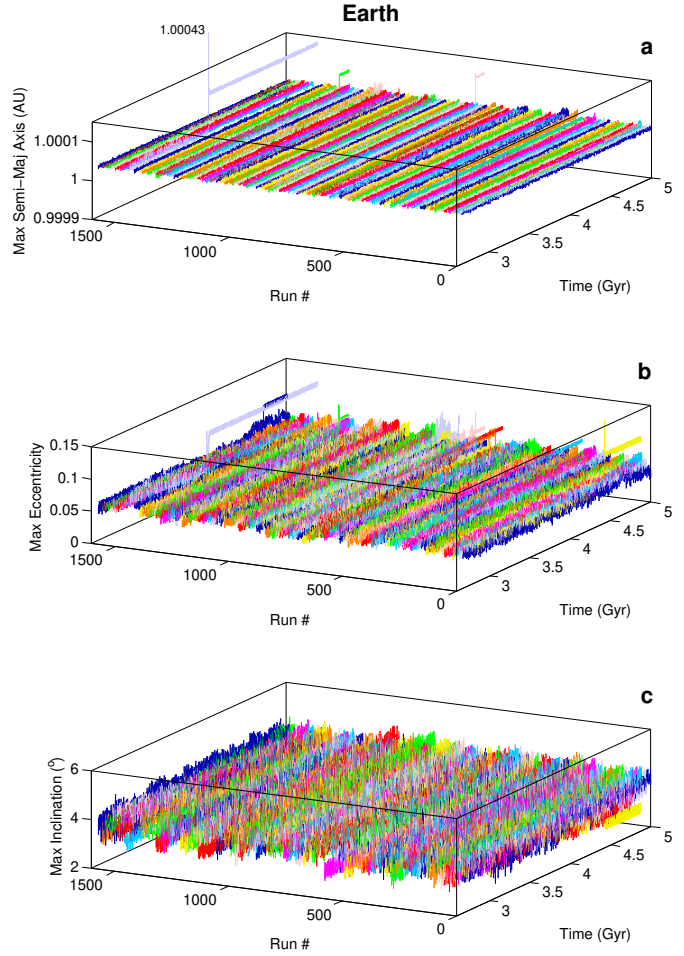 Earth
a
1.00043
Max Semi−Maj Axis (AU)
1.0001
1
0.9999
1500
1000
500
0
Run #
3
3.5
4
4.5
5
Time (Gyr)
b
Max Eccentricity
0.15
0.1
0.05
0
1500
1000
500
0
Run #
3
3.5
4
4.5
5
Time (Gyr)
c
Max Inclination (°)
6
4
2
1500
1000
500
0
Run #
3
3.5
4
4.5
5
Time (Gyr)